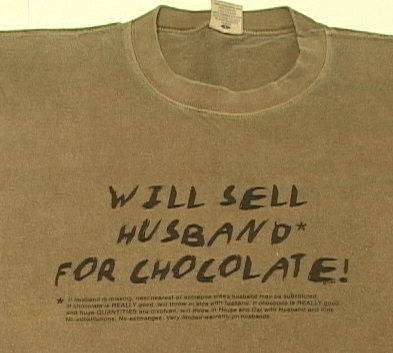 WILL SELL
HUSBAND*
FOR CHOCOLATE!
* If husband is missing, next nearest or someone elses husband may be substituted.
If chocolate is REALLY good, will throw in kids with husband. If chocolate is REALLY good
and huge QUANTITIES are involved, will throw in House and Car with Husband and Kids
No substitutions. No exchanges. Very limited warranty on husbands.